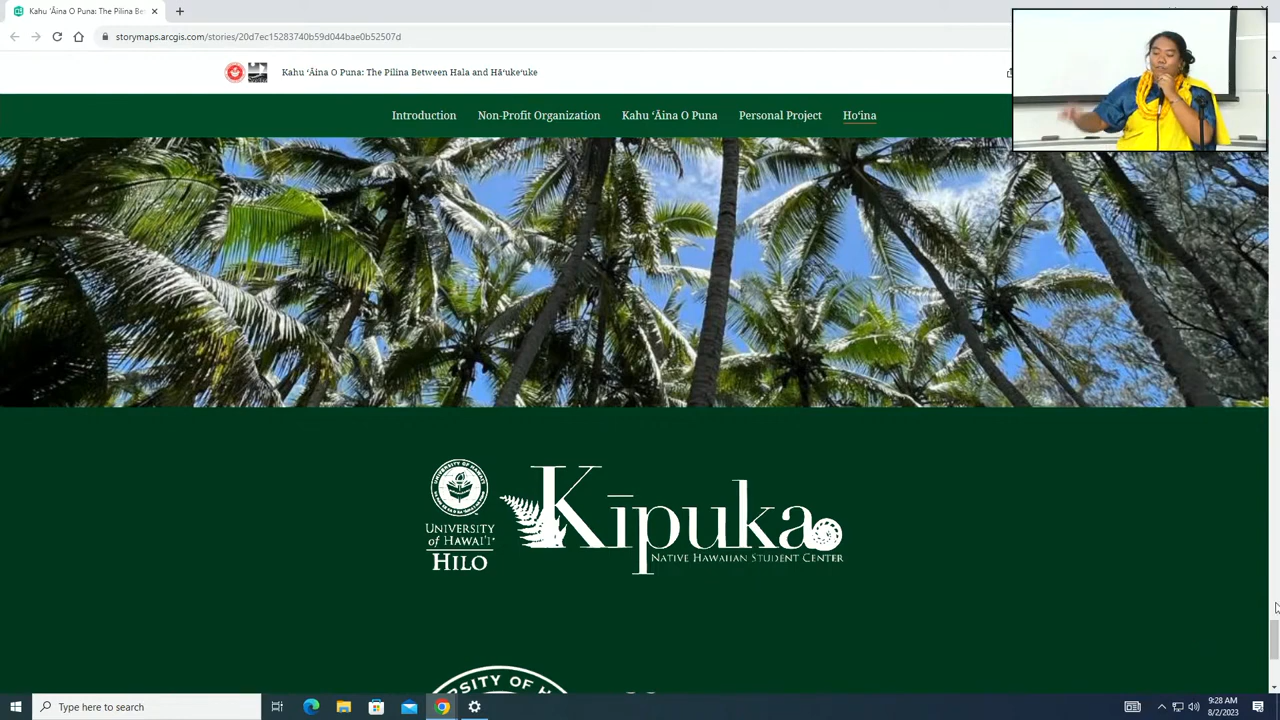 Kahu ʻĀina O Puna: The Pilina Be
storymaps.arcgis.com/stories/20d7ec15283740b59d044bae0b52507d
Kahu ʻĀina O Puna: The Pilina Between Hala and Hāʻukeʻuke
Introduction Non-Profit Organization Kahu ʻĀina O Puna Personal Project Hoʻina
UNIVERSITY
of HAWAIʻI
HILO
Kīpuka
NATIVE HAWAIIAN STUDENT CENTER
Type here to search
9:28 AM
8/2/2023